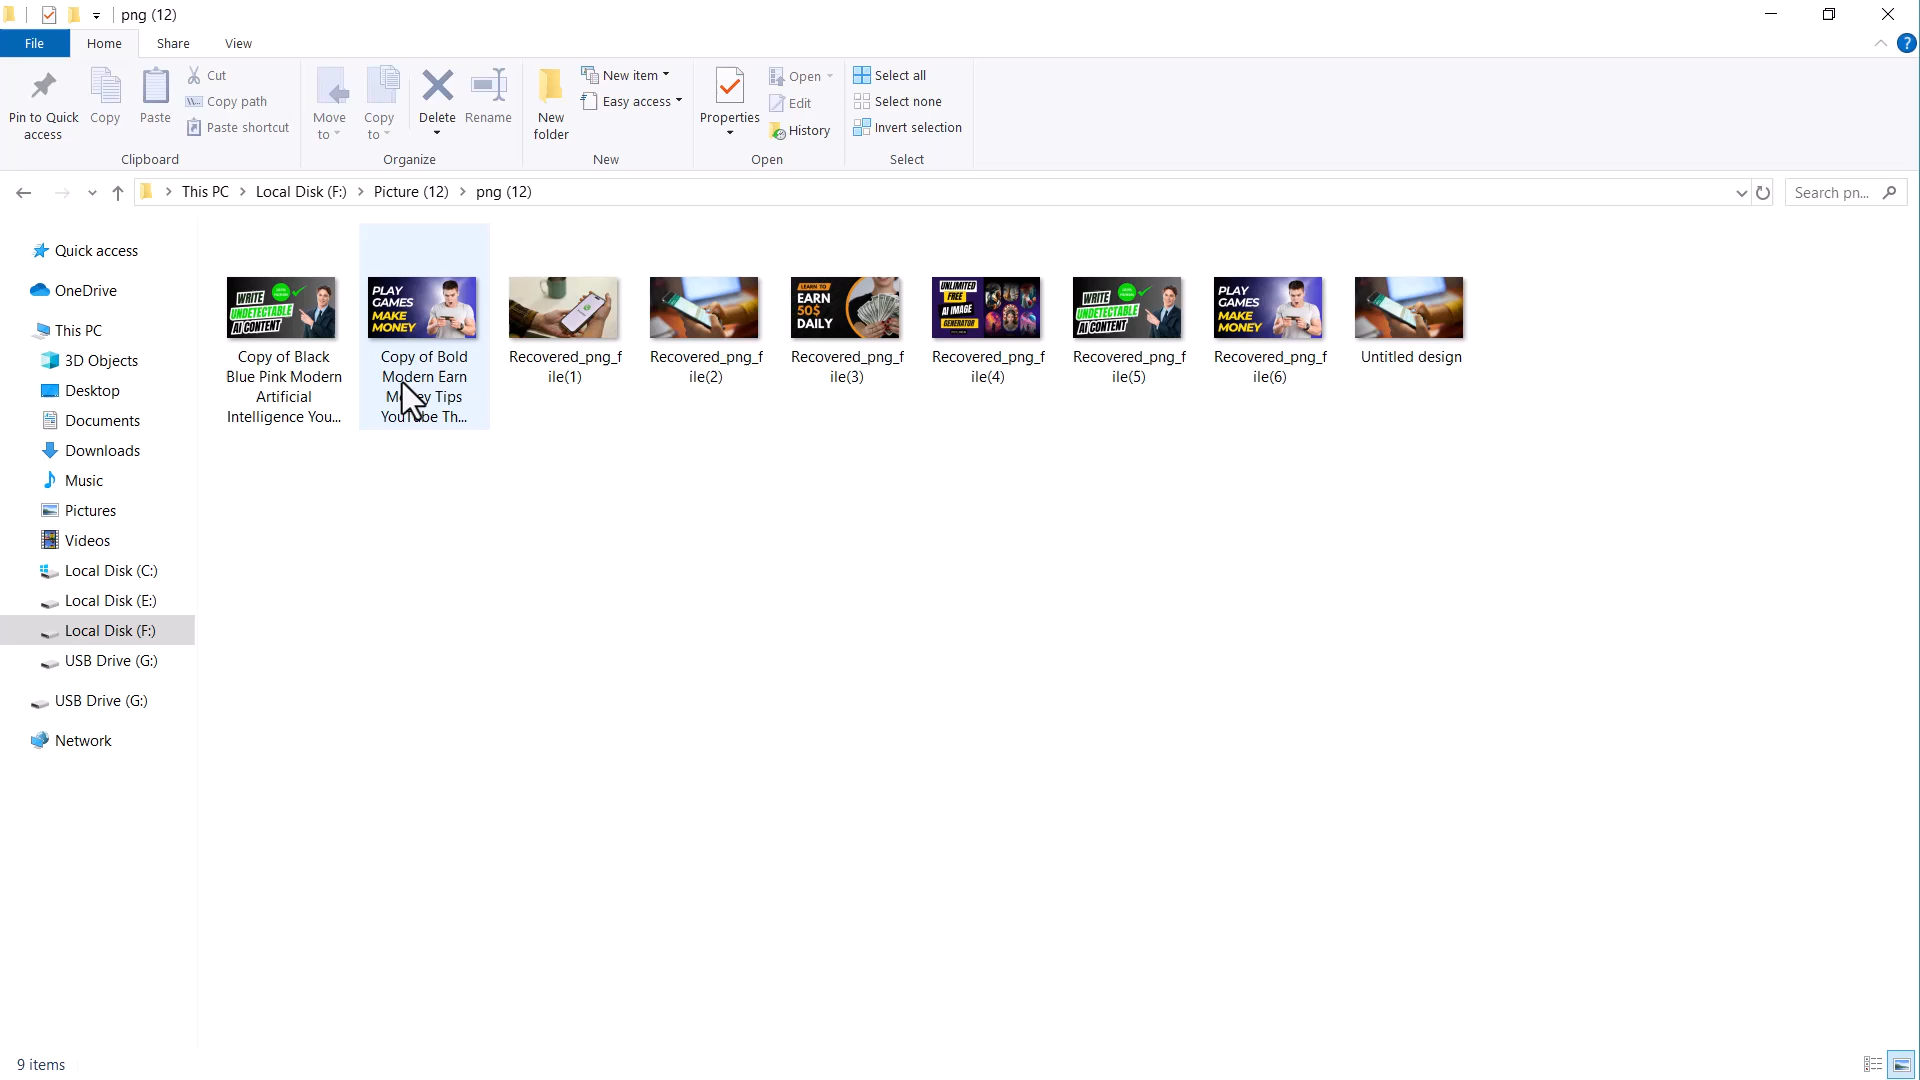 png (12)
File Home Share View
Pin to Quick access
Copy
Paste
Cut
Copy path
Paste shortcut
Clipboard
Move to
Copy to
Delete
Rename
Organize
New folder
New item
Easy access
New
Properties
Open
Edit
History
Open
Select all
Select none
Invert selection
Select
This PC > Local Disk (F:) > Picture (12) > png (12)
Search pn...
Quick access
OneDrive
This PC
3D Objects
Desktop
Documents
Downloads
Music
Pictures
Videos
Local Disk (C:)
Local Disk (E:)
Local Disk (F:)
USB Drive (G:)
USB Drive (G:)
Network
WRITE
UNDETECTABLE
AI CONTENT
Copy of Black
Blue Pink Modern
Artificial
Intelligence You...
PLAY
GAMES
MAKE
MONEY
Copy of Bold
Modern Earn
Money Tips
YouTube Th...
Recovered_png_f
ile(1)
Recovered_png_f
ile(2)
LEARN TO
EARN
50$
DAILY
Recovered_png_f
ile(3)
UNLIMITED
FREE
AI IMAGE
GENERATOR
Recovered_png_f
ile(4)
WRITE
UNDETECTABLE
AI CONTENT
Recovered_png_f
ile(5)
PLAY
GAMES
MAKE
MONEY
Recovered_png_f
ile(6)
Untitled design
9 items